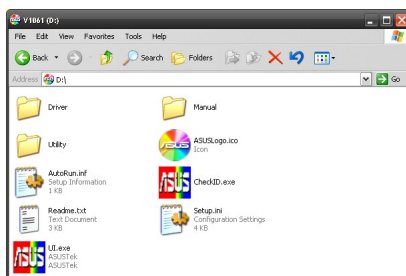 V1061 (D:)
File Edit View Favorites Tools Help
Back Search Folders
Address D:\ Go
Driver Manual
Utility ASUSLogo.ico
Icon
AutoRun.inf
Setup Information
1 KB
CheckID.exe
Readme.txt
Text Document
3 KB
Setup.ini
Configuration Settings
4 KB
UI.exe
ASUSTek
ASUSTek